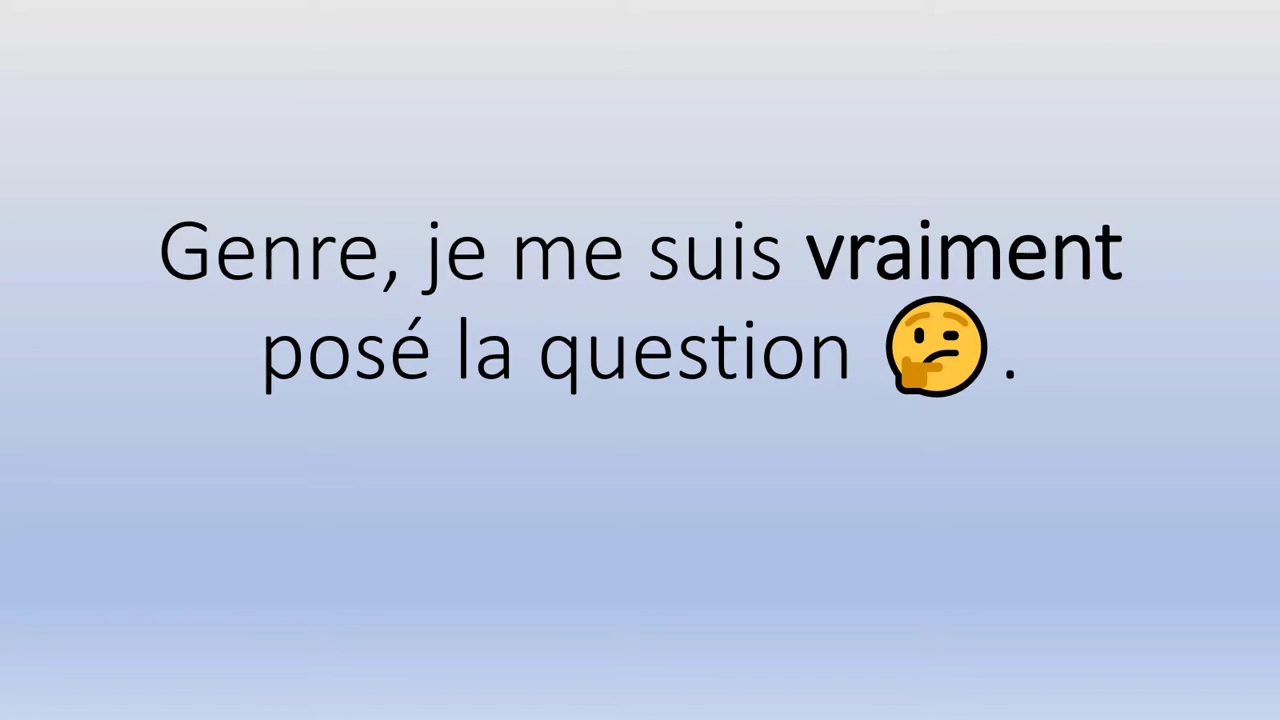 Genre, je me suis vraiment
posé la question 🤔.